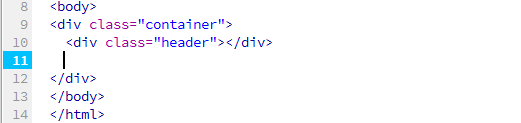 8 <body>
9 <div class="container">
10 <div class="header"></div>
11
12 </div>
13 </body>
14 </html>